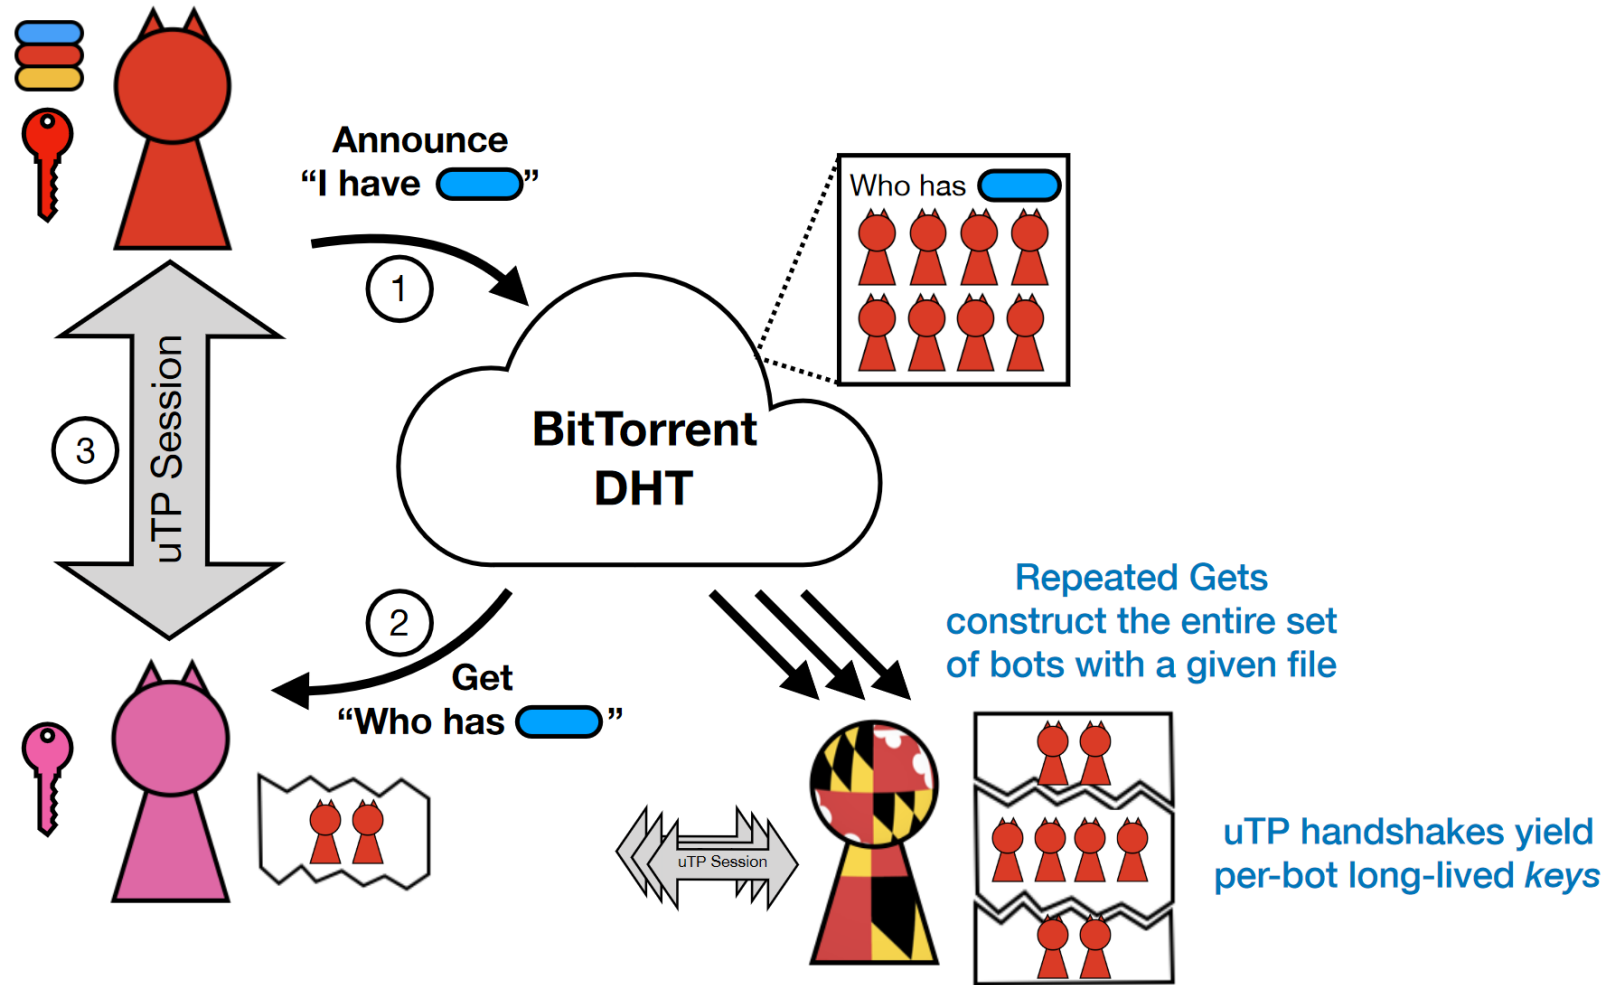 Announce
“I have ”
1
Who has
uTP Session
3
BitTorrent
DHT
2
Get
“Who has ”
Repeated Gets
construct the entire set
of bots with a given file
uTP Session
uTP handshakes yield
per-bot long-lived keys